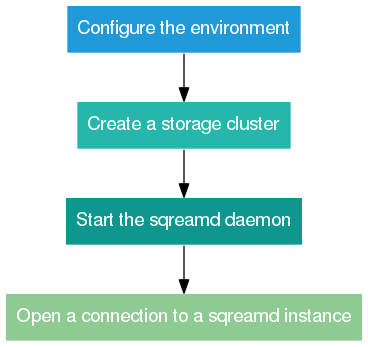 Configure the environment
Create a storage cluster
Start the sqreamd daemon
Open a connection to a sqreamd instance